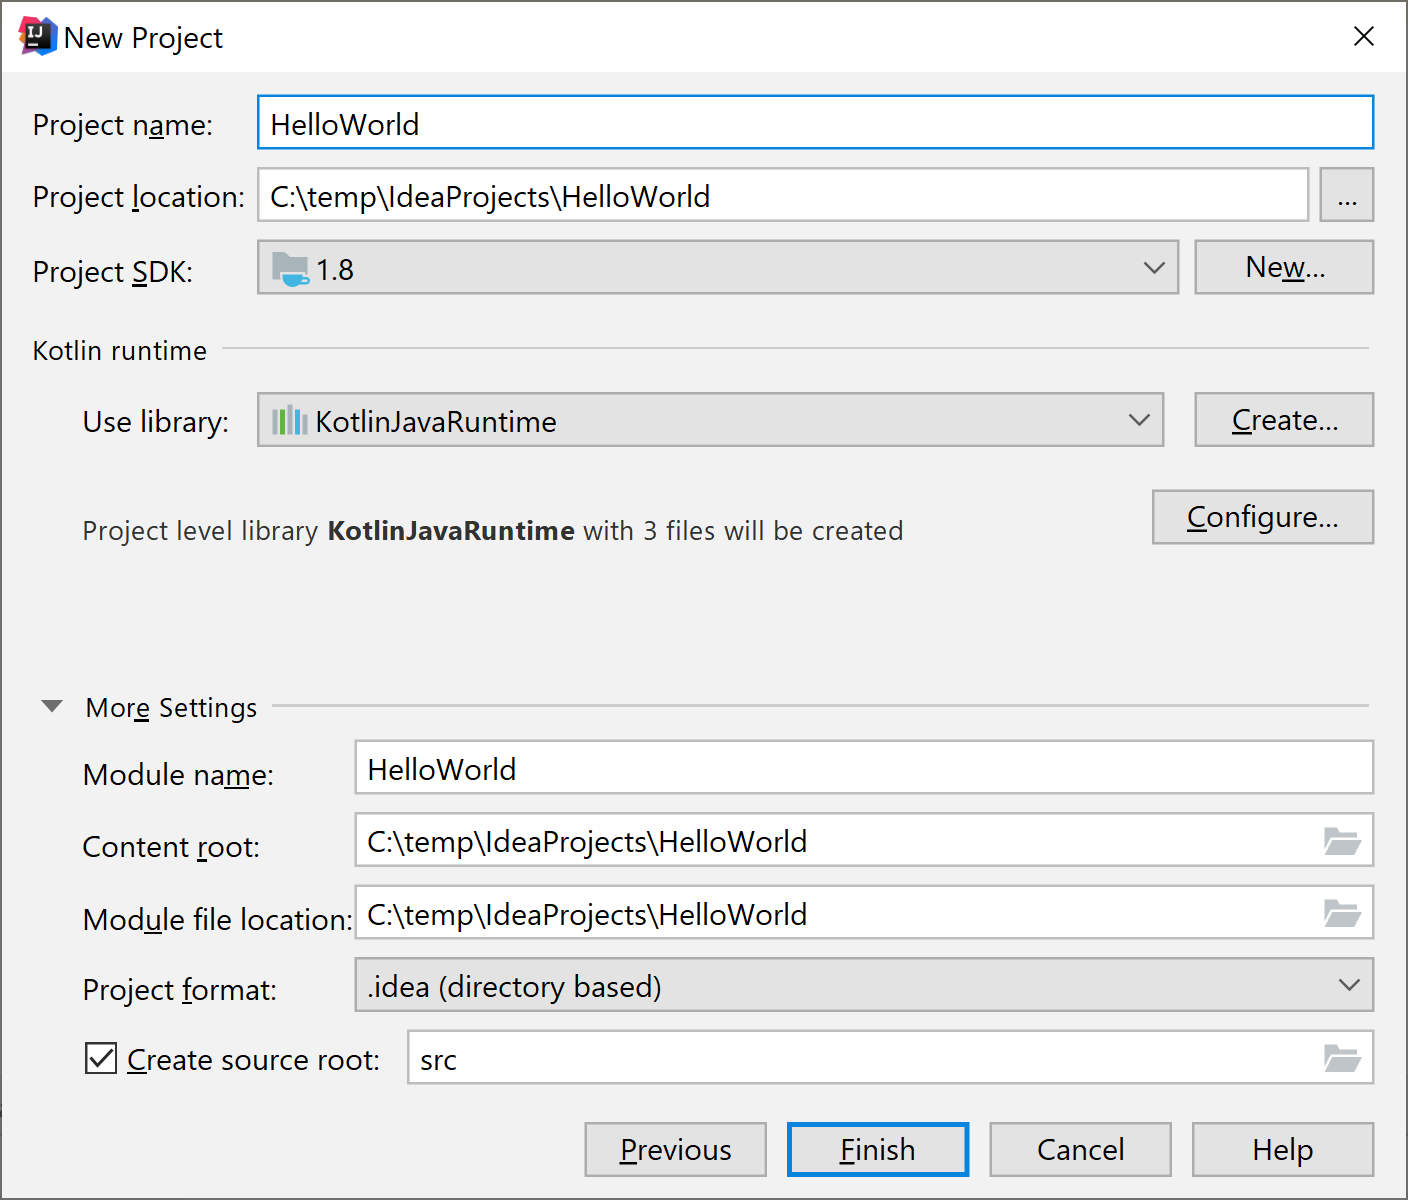 IJ New Project
Project name: HelloWorld
Project location: C:\temp\IdeaProjects\HelloWorld ...
Project SDK: 1.8 New...
Kotlin runtime
Use library: KotlinJavaRuntime Create...
Project level library KotlinJavaRuntime with 3 files will be created Configure...
More Settings
Module name: HelloWorld
Content root: C:\temp\IdeaProjects\HelloWorld
Module file location: C:\temp\IdeaProjects\HelloWorld
Project format: .idea (directory based)
Create source root: src
Previous Finish Cancel Help